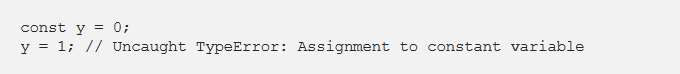 const y = 0;
y = 1; // Uncaught TypeError: Assignment to constant variable